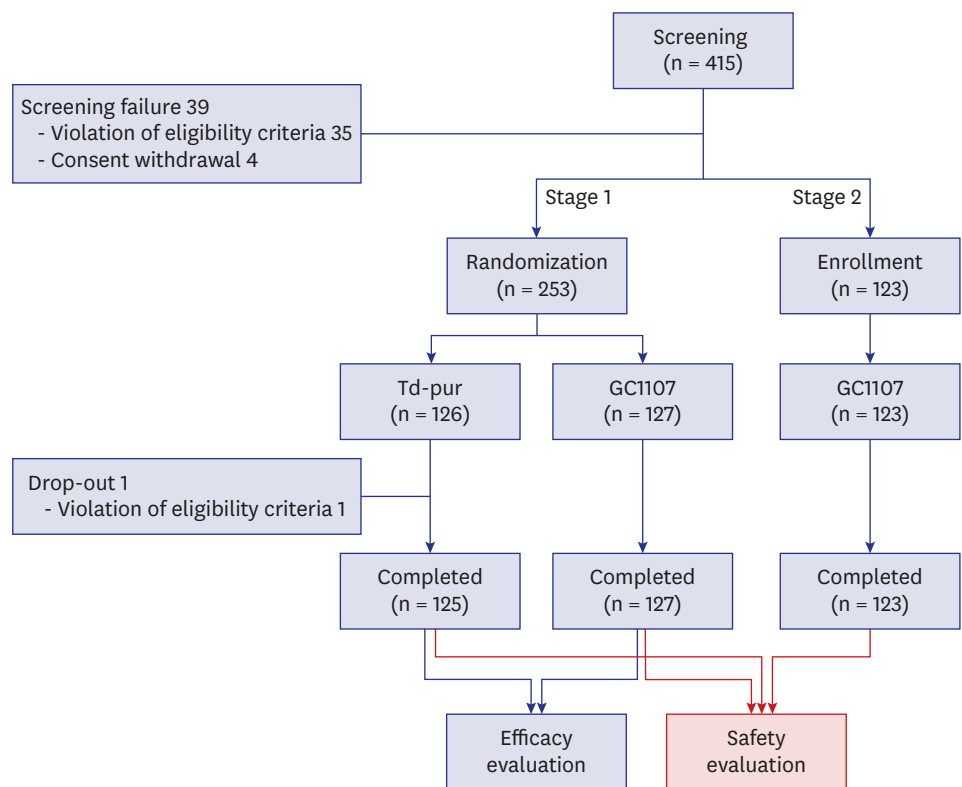 Screening
(n = 415)
Screening failure 39
- Violation of eligibility criteria 35
- Consent withdrawal 4
Stage 1
Stage 2
Randomization
(n = 253)
Enrollment
(n = 123)
Td-pur
(n = 126)
GC1107
(n = 127)
GC1107
(n = 123)
Drop-out 1
- Violation of eligibility criteria 1
Completed
(n = 125)
Completed
(n = 127)
Completed
(n = 123)
Efficacy
evaluation
Safety
evaluation